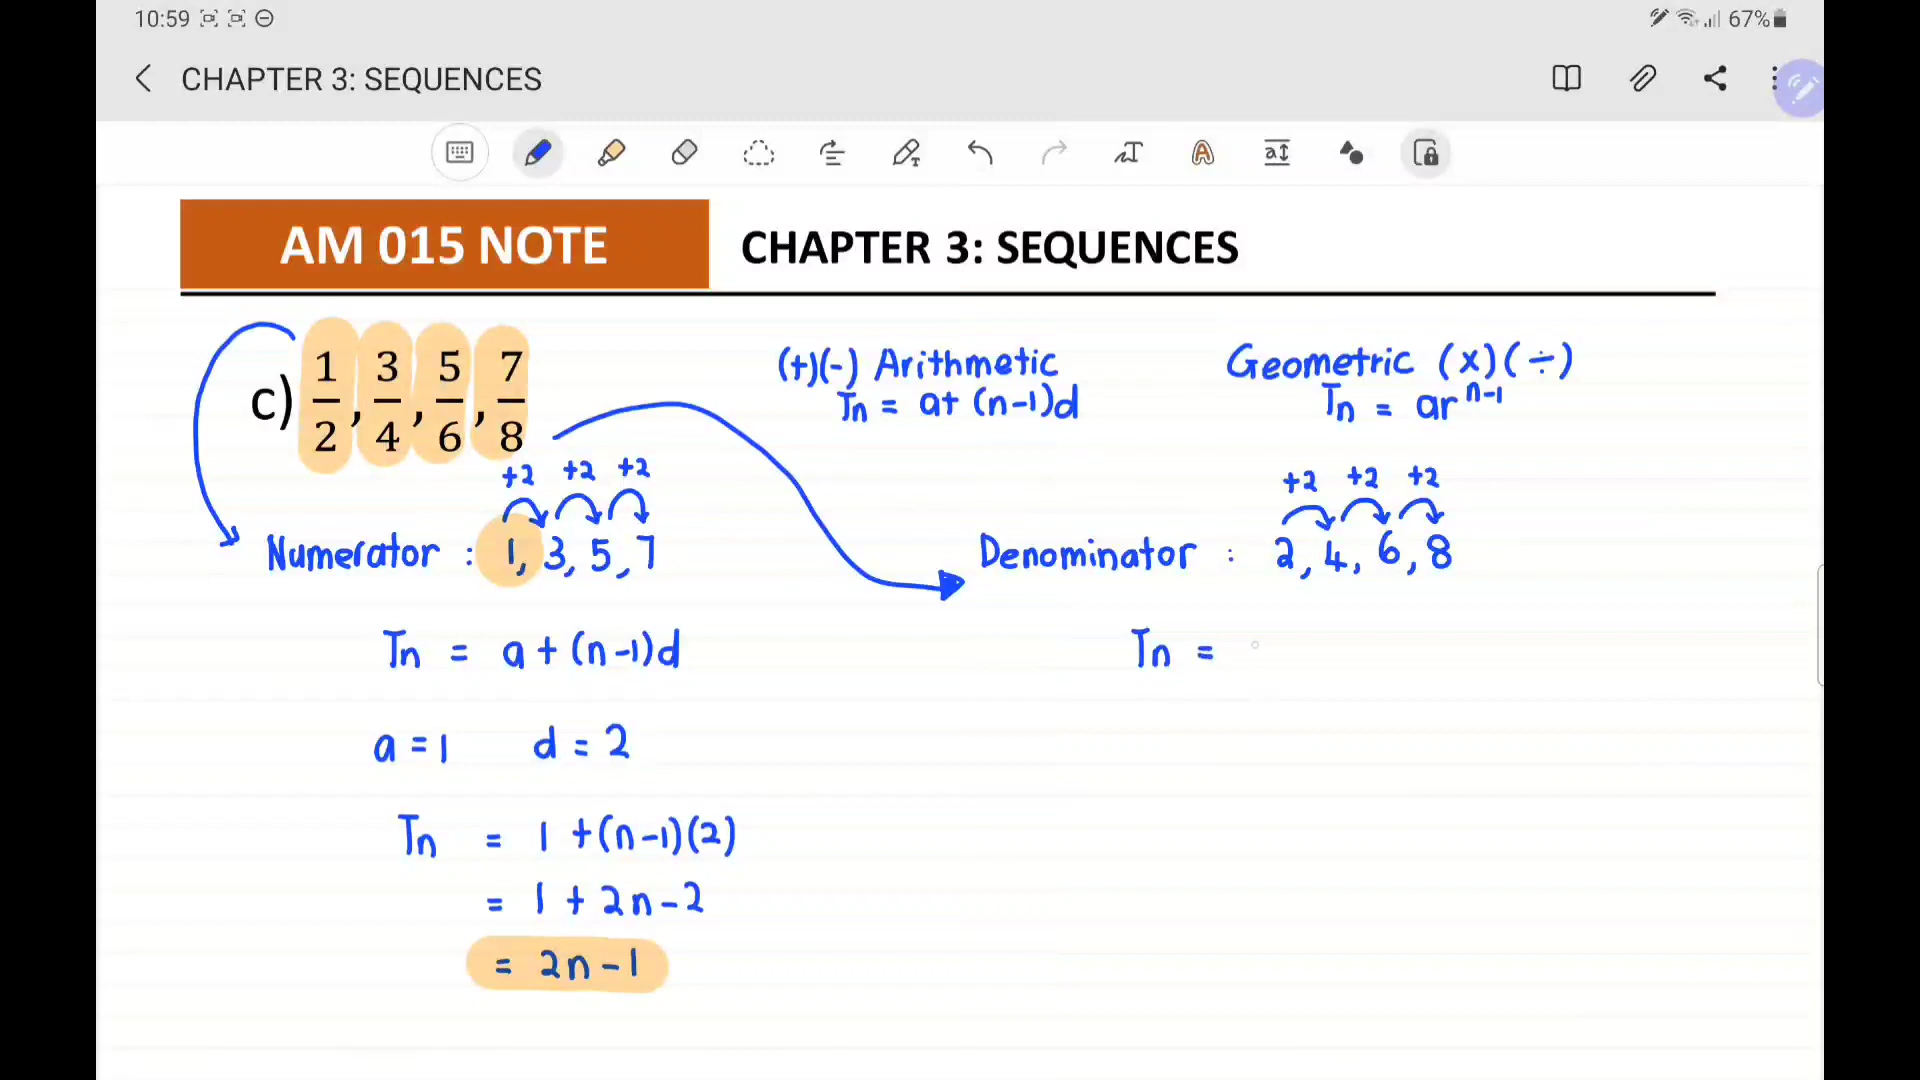 10:59
67%
CHAPTER 3: SEQUENCES
AM 015 NOTE
CHAPTER 3: SEQUENCES
c) 1/2, 3/4, 5/6, 7/8
(+)(-) Arithmetic
Tn = a+ (n-1)d
Geometric (x)(÷)
Tn = ar^n-1
+2 +2 +2
Numerator : 1, 3, 5, 7
+2 +2 +2
Denominator : 2, 4, 6, 8
Tn = a + (n-1)d
a = 1 d = 2
Tn = 1 + (n-1)(2)
= 1 + 2n - 2
= 2n - 1
Tn =